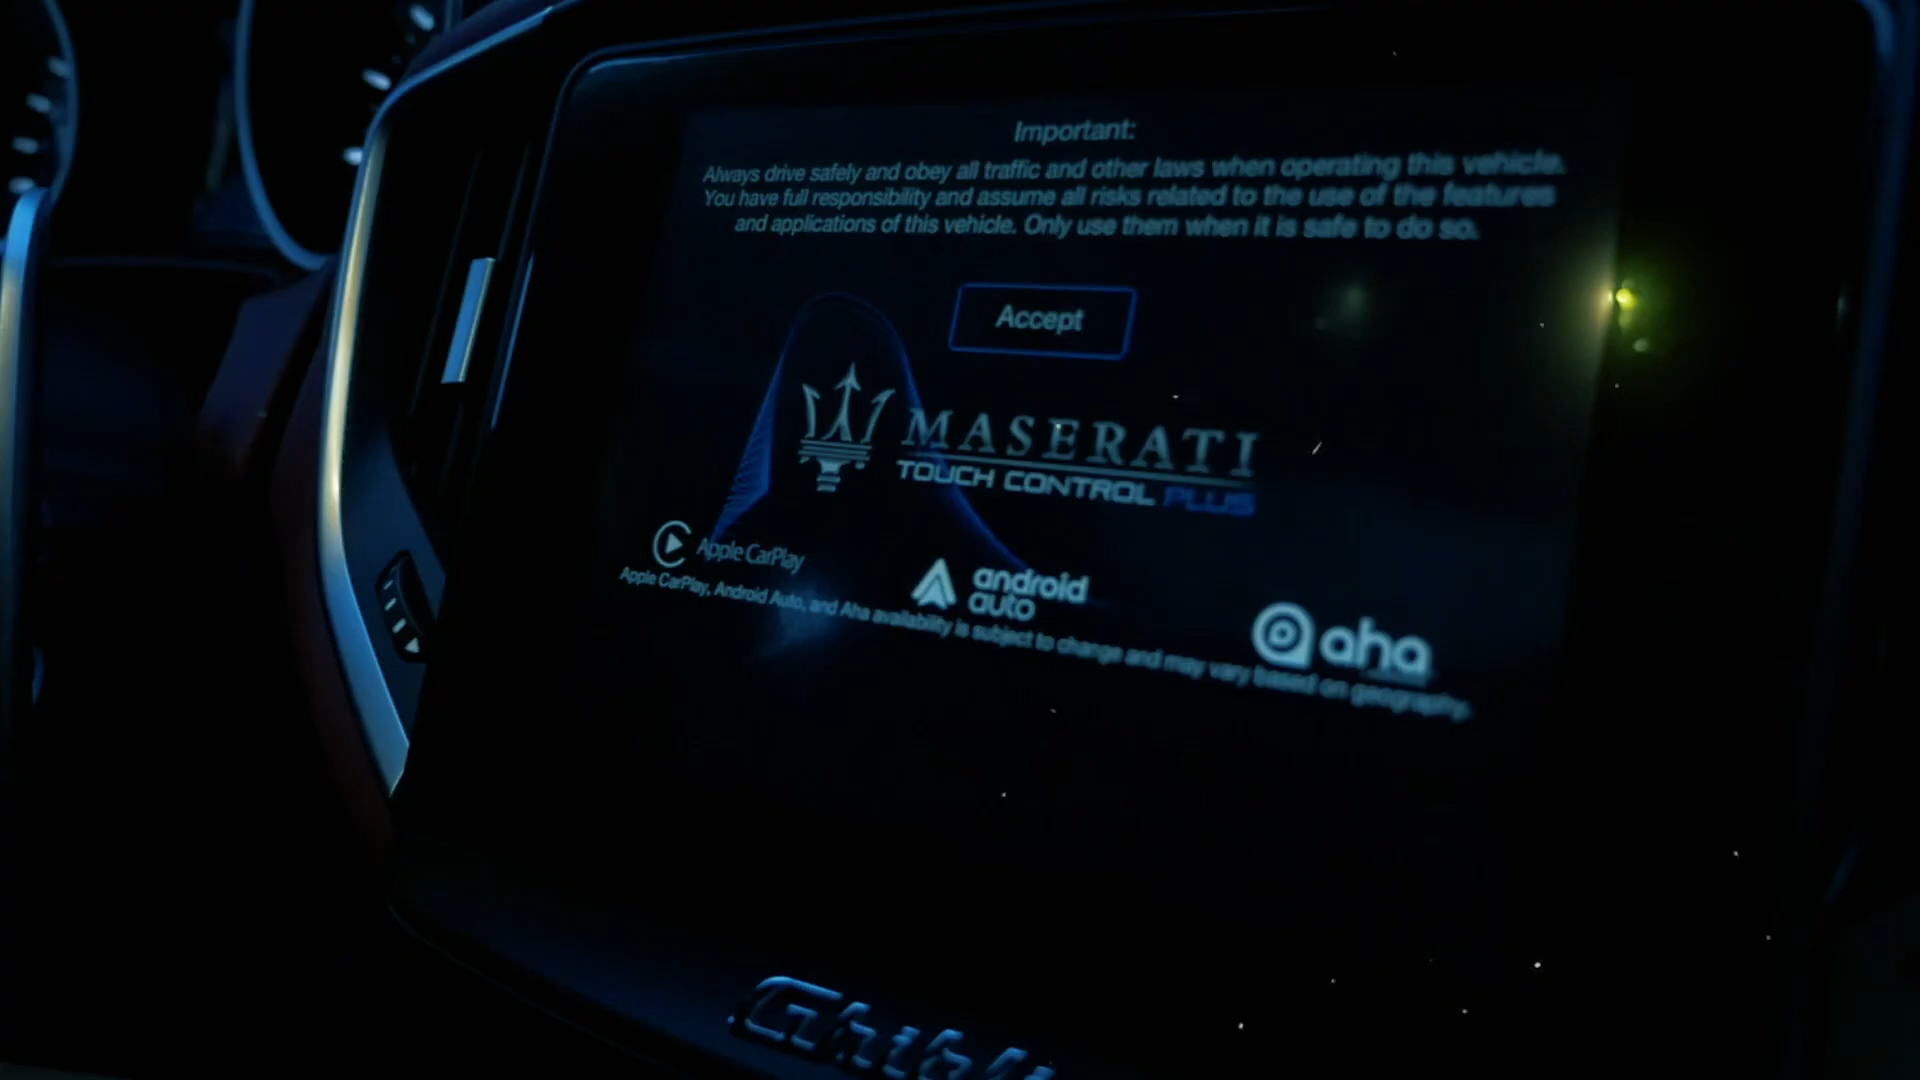 Important:
Always drive safely and obey all traffic and other laws when operating this vehicle.
You have full responsibility and assume all risks related to the use of the features
and applications of this vehicle. Only use them when it is safe to do so.
Accept
MASERATI
TOUCH CONTROL PLUS
Apple CarPlay
android
auto
aha
Apple CarPlay, Android Auto, and Aha availability is subject to change and may vary based on geography.
Ghibli